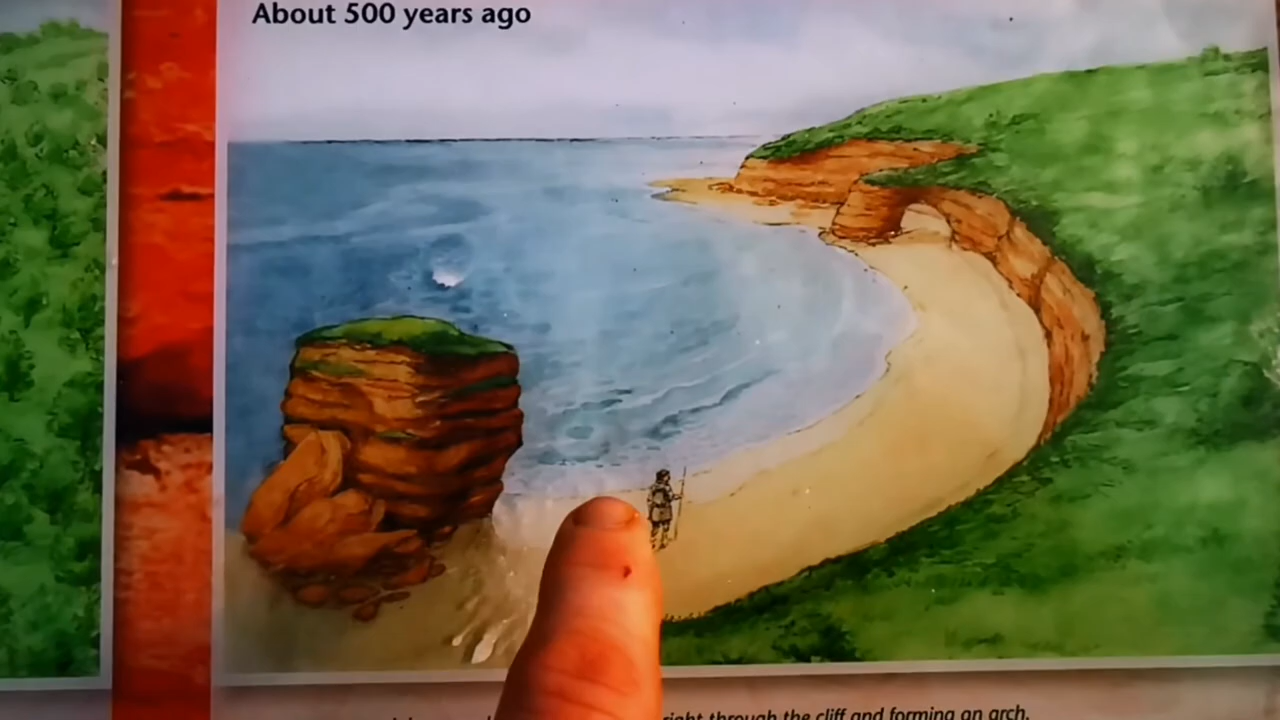 About 500 years ago
right through the cliff and forming an arch.